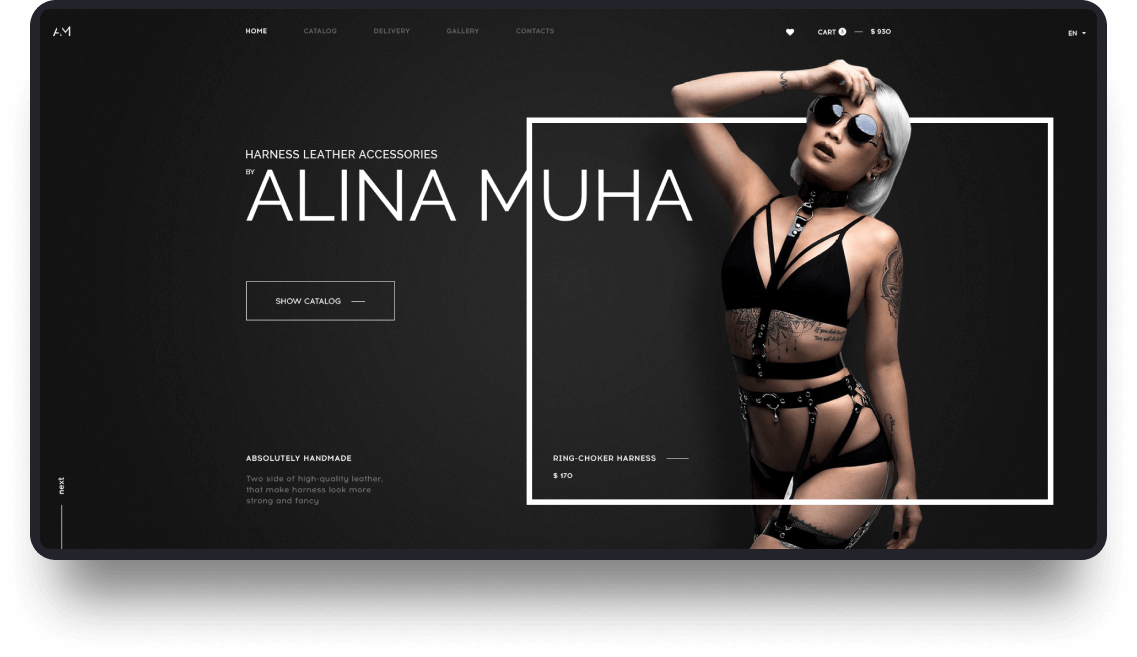 AM
HOME
CATALOG
DELIVERY
GALLERY
CONTACTS
CART
$ 930
EN
HARNESS LEATHER ACCESSORIES
BY
ALINA MUHA
SHOW CATALOG
ABSOLUTELY HANDMADE
Two side of high-quality leather,
that make harness look more
strong and fancy
RING-CHOKER HARNESS
$ 170
next